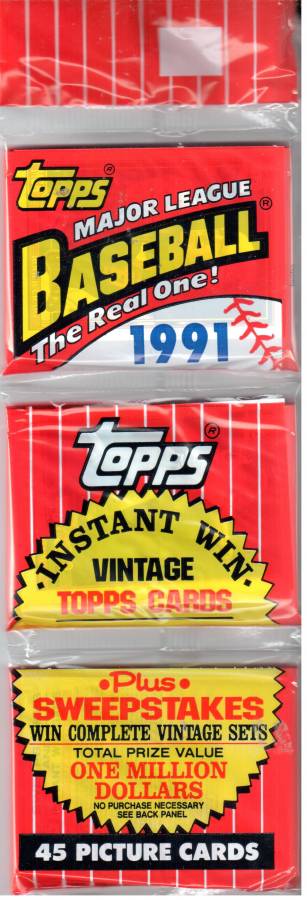 TOPPS®
MAJOR LEAGUE
BASEBALL®
The Real One!
1991
TOPPS®
•INSTANT WIN•
VINTAGE
TOPPS CARDS
•Plus•
SWEEPSTAKES
WIN COMPLETE VINTAGE SETS
TOTAL PRIZE VALUE
ONE MILLION
DOLLARS
NO PURCHASE NECESSARY
SEE BACK PANEL
45 PICTURE CARDS